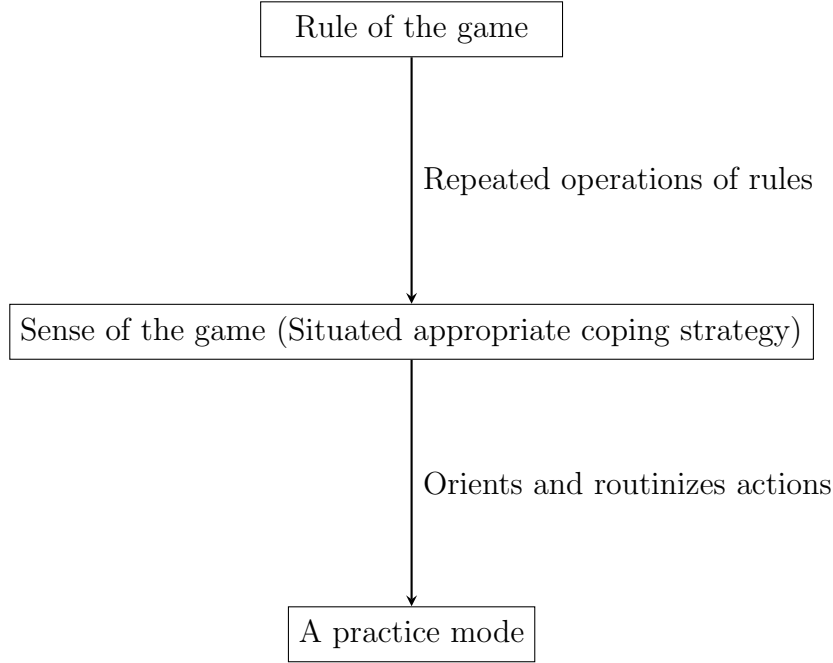 Rule of the game
Repeated operations of rules
Sense of the game (Situated appropriate coping strategy)
Orients and routinizes actions
A practice mode